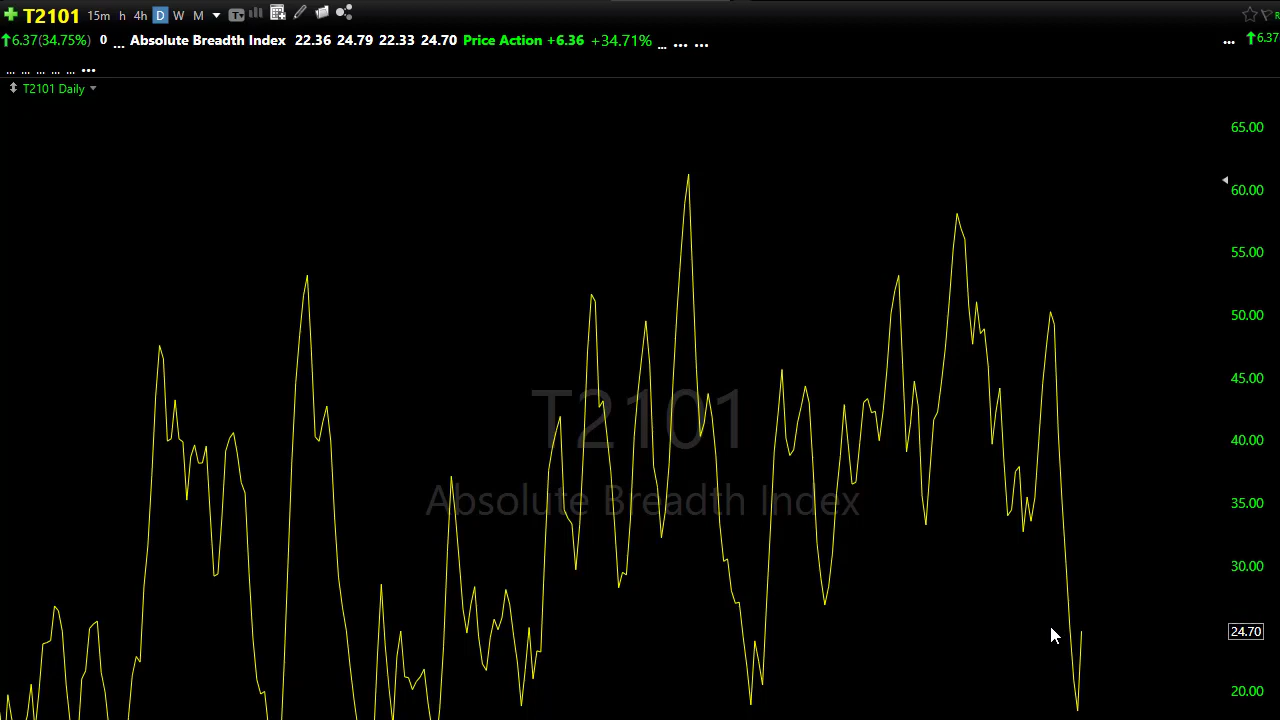 T2101 15m h 4h D W M T
6.37(34.75%) 0 ... Absolute Breadth Index 22.36 24.79 22.33 24.70 Price Action +6.36 +34.71% ... ... ... ... 6.37
... ... ... ... ... ...
T2101 Daily
65.00
60.00
55.00
50.00
45.00
T2101
40.00
Absolute Breadth Index
35.00
30.00
24.70
20.00